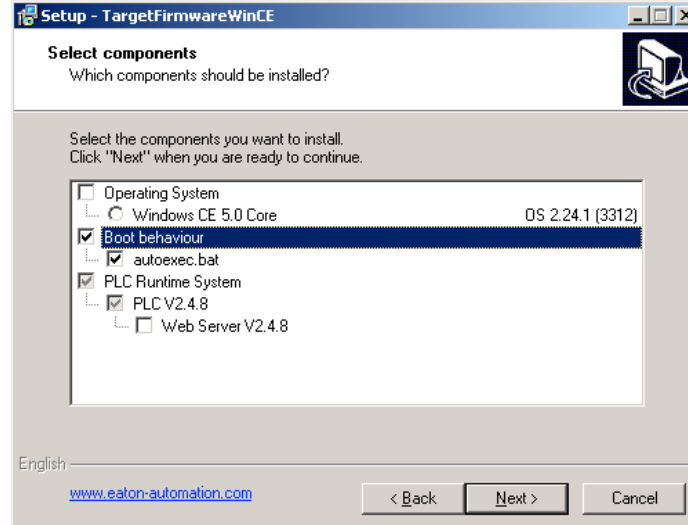 Setup - TargetFirmwareWinCE
Select components
Which components should be installed?
Select the components you want to install.
Click "Next" when you are ready to continue.
Operating System
Windows CE 5.0 Core OS 2.24.1 (3312)
Boot behaviour
autoexec.bat
PLC Runtime System
PLC V2.4.8
Web Server V2.4.8
English
www.eaton-automation.com
< Back Next > Cancel